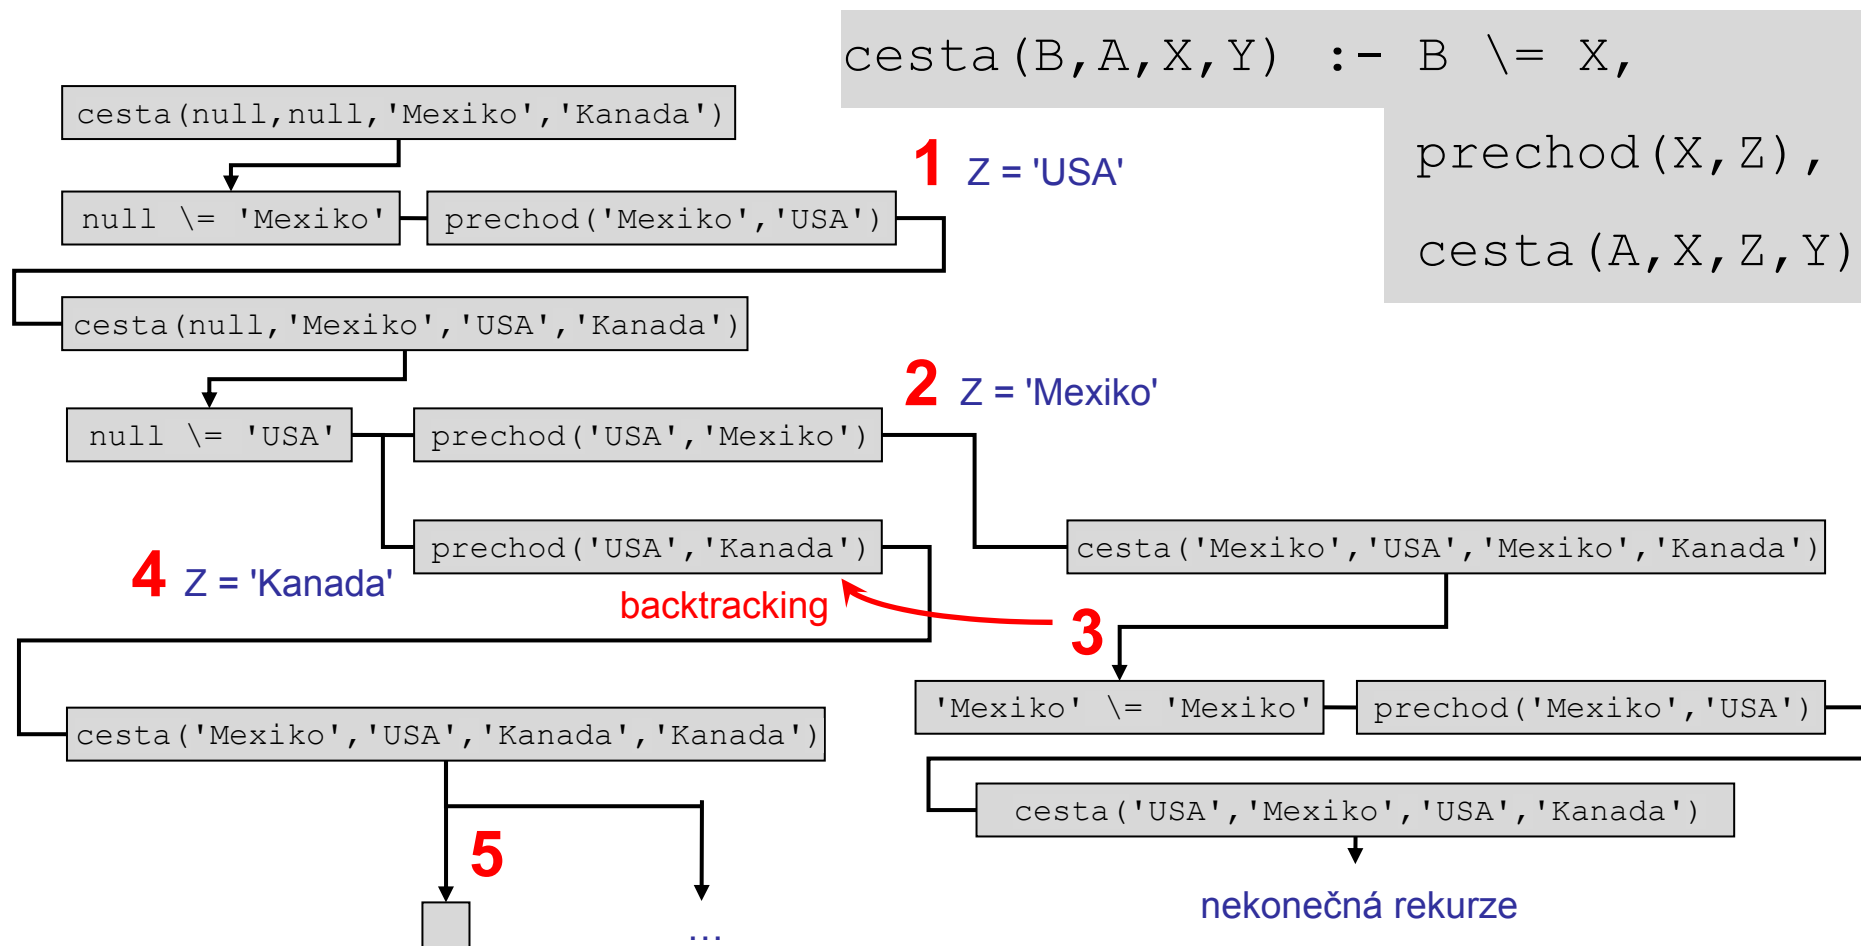 cesta(B,A,X,Y) :- B \= X,
prechod(X,Z),
cesta(A,X,Z,Y)
cesta(null,null,'Mexiko','Kanada')
1 Z = 'USA'
null \= 'Mexiko'
prechod('Mexiko','USA')
cesta(null,'Mexiko','USA','Kanada')
2 Z = 'Mexiko'
null \= 'USA'
prechod('USA','Mexiko')
prechod('USA','Kanada')
cesta('Mexiko','USA','Mexiko','Kanada')
4 Z = 'Kanada'
backtracking
3
'Mexiko' \= 'Mexiko'
prechod('Mexiko','USA')
cesta('Mexiko','USA','Kanada','Kanada')
cesta('USA','Mexiko','USA','Kanada')
5
nekonečná rekurze
...